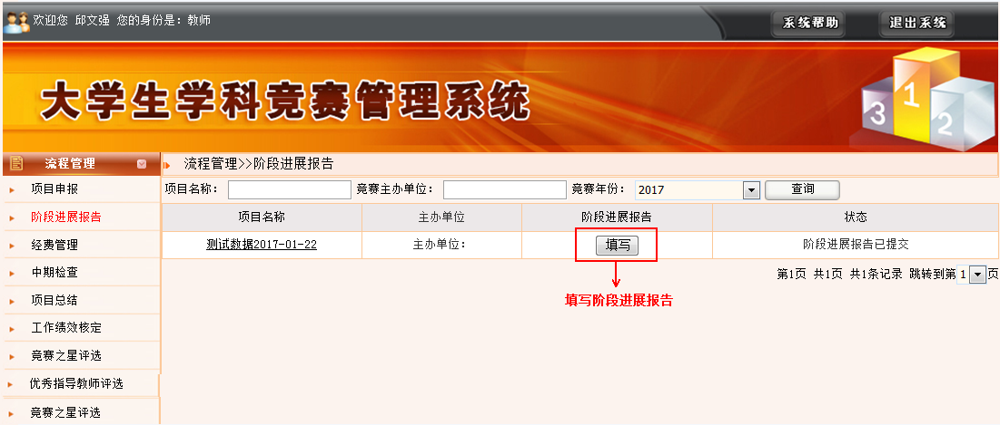 欢迎您 邱文强 您的身份是：教师
系统帮助
退出系统
大学生学科竞赛管理系统
3 1 2
流程管理
流程管理>>阶段进展报告
项目申报
阶段进展报告
经费管理
中期检查
项目总结
工作绩效核定
竞赛之星评选
优秀指导教师评选
竞赛之星评选
项目名称： 竞赛主办单位： 竞赛年份： 2017 查询
项目名称 主办单位 阶段进展报告 状态
测试数据2017-01-22 主办单位： 填写 阶段进展报告已提交
第1页 共1页 共1条记录 跳转到第 1 页
填写阶段进展报告